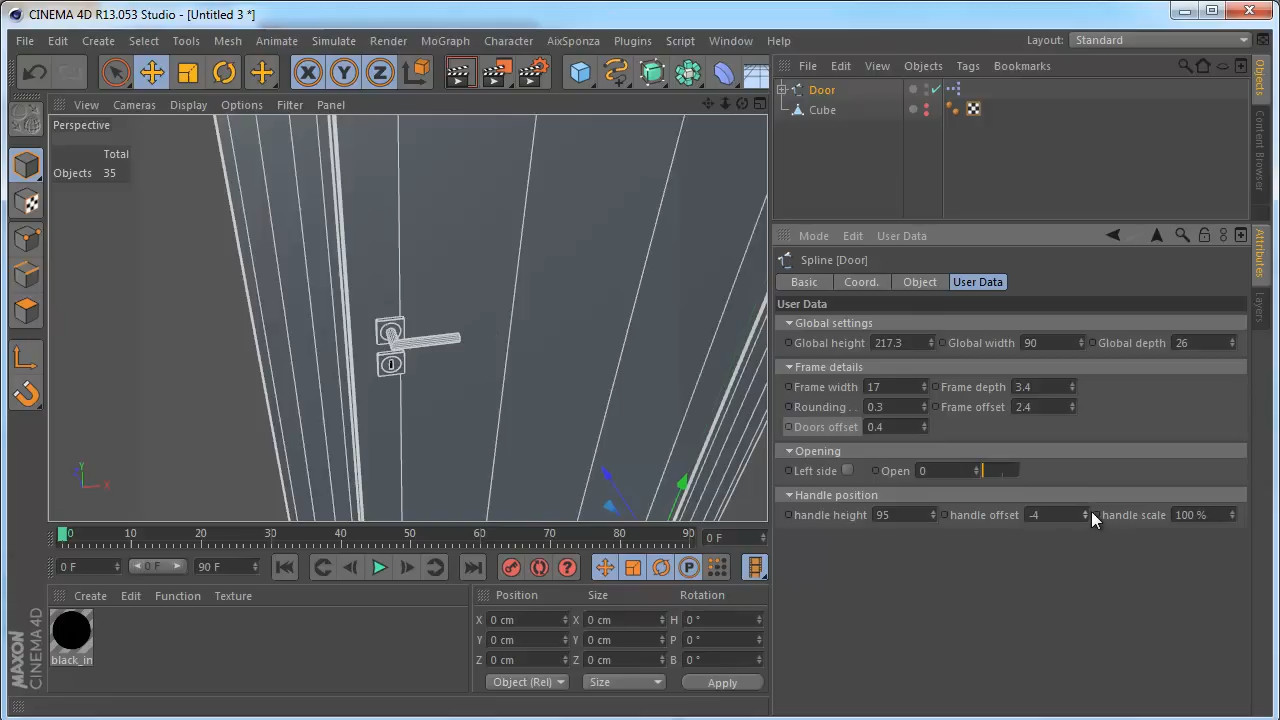 CINEMA 4D R13.053 Studio - [Untitled 3 *]
File Edit Create Select Tools Mesh Animate Simulate Render MoGraph Character AixSponza Plugins Script Window Help Layout: Standard
X Y Z
File Edit View Objects Tags Bookmarks
Objects
Content Browser
Door
Cube
View Cameras Display Options Filter Panel
Perspective
Total
Objects 35
Y
X
Mode Edit User Data
Attributes
Layers
Spline [Door]
Basic Coord. Object User Data
User Data
Global settings
Global height 217.3 Global width 90 Global depth 26
Frame details
Frame width 17 Frame depth 3.4
Rounding . . 0.3 Frame offset 2.4
Doors offset 0.4
Opening
Left side Open 0
Handle position
handle height 95 handle offset -4 handle scale 100 %
0 10 20 30 40 50 60 70 80 90 0 F
0 F 0 F 90 F
P
Create Edit Function Texture
black_in
Position Size Rotation
X 0 cm X 0 cm H 0 °
Y 0 cm Y 0 cm P 0 °
Z 0 cm Z 0 cm B 0 °
Object (Rel) Size Apply
MAXON
CINEMA 4D